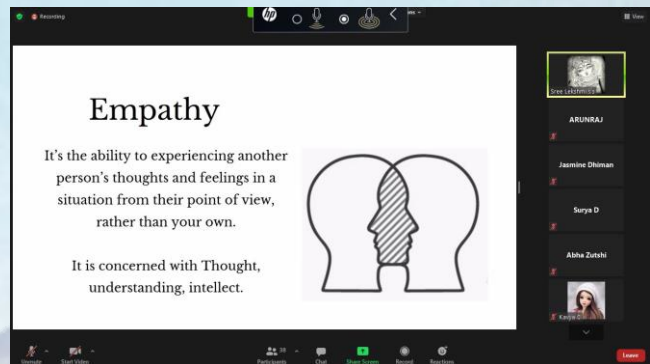 Recording
hp
View
Empathy
It's the ability to experiencing another
person's thoughts and feelings in a
situation from their point of view,
rather than your own.
It is concerned with Thought,
understanding, intellect.
Sree Lekshmi
ARUNRAJ
Jasmine Dhiman
Surya D
Abha Zutshi
Unmute
Start Video
Participants
Chat
Share Screen
Record
Reactions
Leave